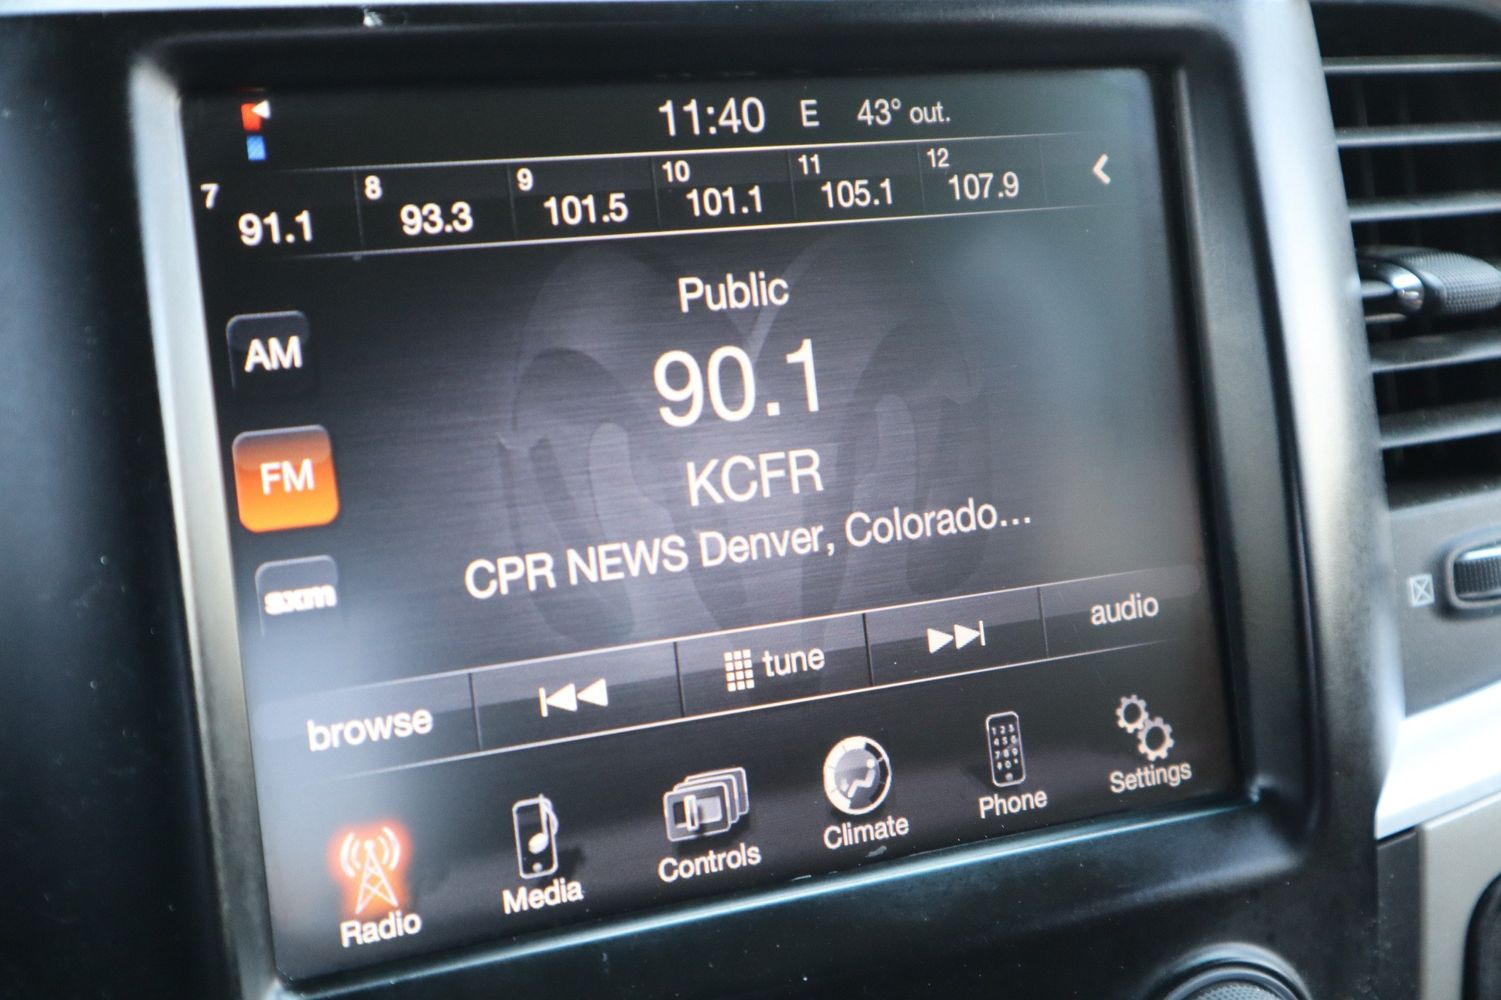 11:40 E 43° out.
7 8 9 10 11 12
91.1 93.3 101.5 101.1 105.1 107.9
Public
AM
90.1
FM
KCFR
CPR NEWS Denver, Colorado...
sxm
browse tune audio
Radio Media Controls Climate Phone Settings